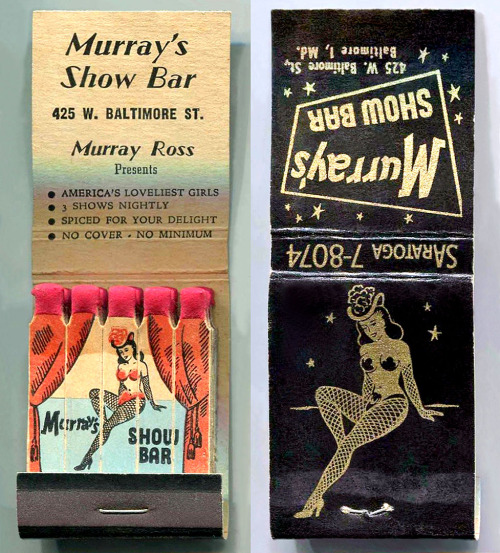 Murray's
Show Bar
425 W. BALTIMORE ST.
Murray Ross
Presents
● AMERICA'S LOVELIEST GIRLS
● 3 SHOWS NIGHTLY
● SPICED FOR YOUR DELIGHT
● NO COVER - NO MINIMUM
Murray's
SHOW
BAR
Murray's
SHOW BAR
425 W. Baltimore St.,
Baltimore 1, Md.
SARATOGA 7-8074